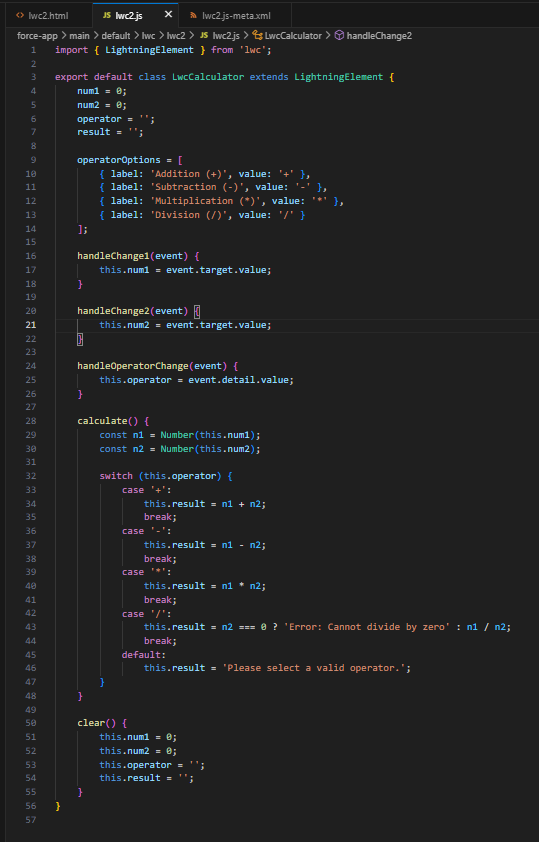 lwc2.html JS lwc2.js × lwc2.js-meta.xml
force-app > main > default > lwc > lwc2 > JS lwc2.js > LwcCalculator > handleChange2
1 import { LightningElement } from 'lwc';
2
3 export default class LwcCalculator extends LightningElement {
4 num1 = 0;
5 num2 = 0;
6 operator = '';
7 result = '';
8
9 operatorOptions = [
10 { label: 'Addition (+)', value: '+' },
11 { label: 'Subtraction (-)', value: '-' },
12 { label: 'Multiplication (*)', value: '*' },
13 { label: 'Division (/)', value: '/' }
14 ];
15
16 handleChange1(event) {
17 this.num1 = event.target.value;
18 }
19
20 handleChange2(event) {
21 this.num2 = event.target.value;
22 }
23
24 handleOperatorChange(event) {
25 this.operator = event.detail.value;
26 }
27
28 calculate() {
29 const n1 = Number(this.num1);
30 const n2 = Number(this.num2);
31
32 switch (this.operator) {
33 case '+':
34 this.result = n1 + n2;
35 break;
36 case '-':
37 this.result = n1 - n2;
38 break;
39 case '*':
40 this.result = n1 * n2;
41 break;
42 case '/':
43 this.result = n2 === 0 ? 'Error: Cannot divide by zero' : n1 / n2;
44 break;
45 default:
46 this.result = 'Please select a valid operator.';
47 }
48 }
49
50 clear() {
51 this.num1 = 0;
52 this.num2 = 0;
53 this.operator = '';
54 this.result = '';
55 }
56 }
57